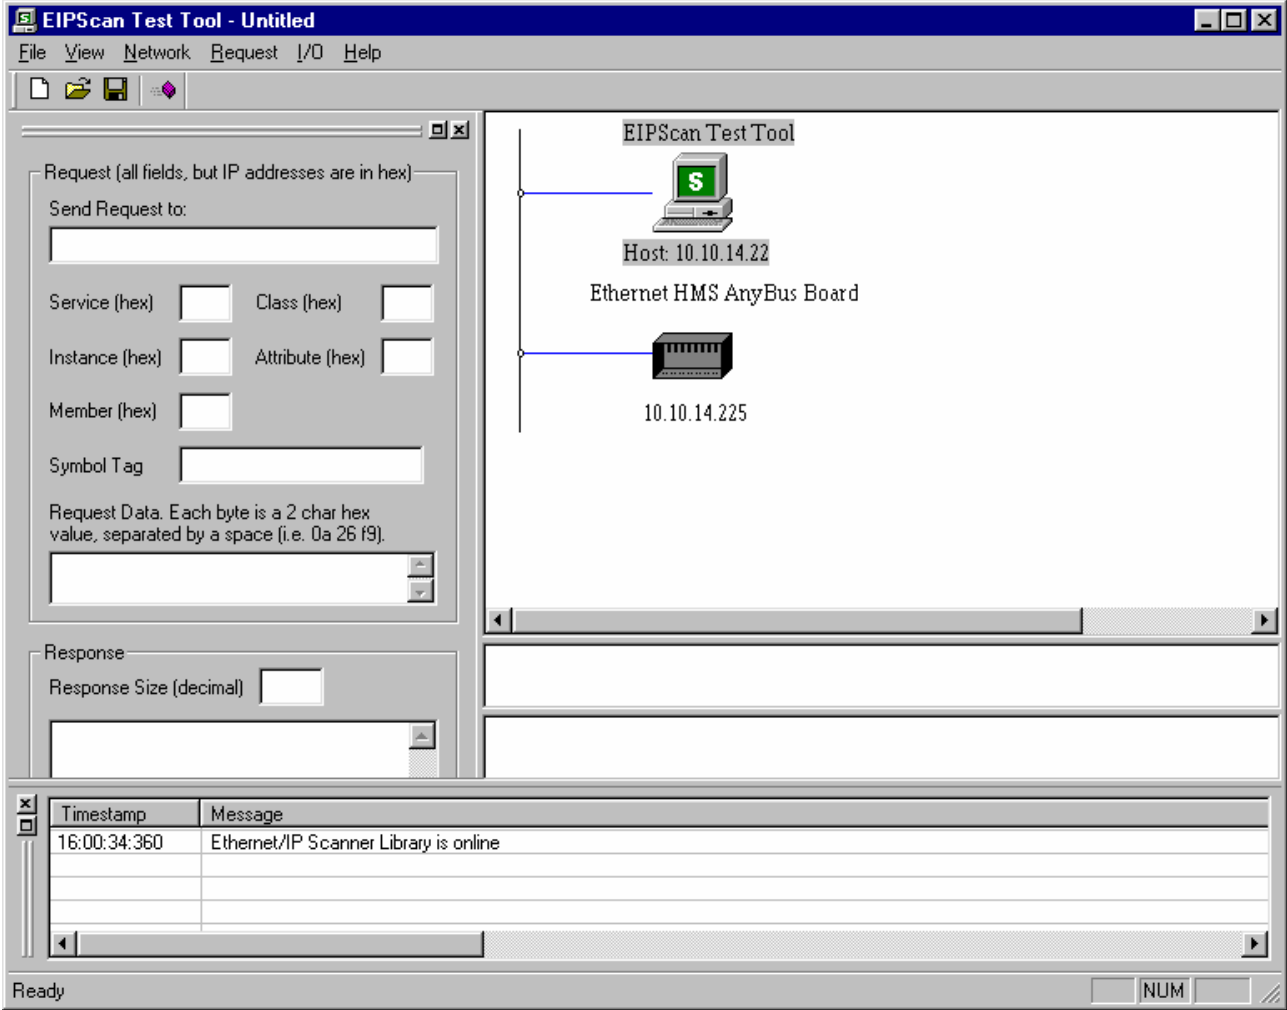 EIPScan Test Tool - Untitled
File View Network Request I/O Help
Request (all fields, but IP addresses are in hex)
Send Request to:
Service (hex) Class (hex)
Instance (hex) Attribute (hex)
Member (hex)
Symbol Tag
Request Data. Each byte is a 2 char hex
value, separated by a space (i.e. 0a 26 f9).
Response
Response Size (decimal)
EIPScan Test Tool
S
Host: 10.10.14.22
Ethernet HMS AnyBus Board
10.10.14.225
Timestamp Message
16:00:34:360 Ethernet/IP Scanner Library is online
Ready NUM